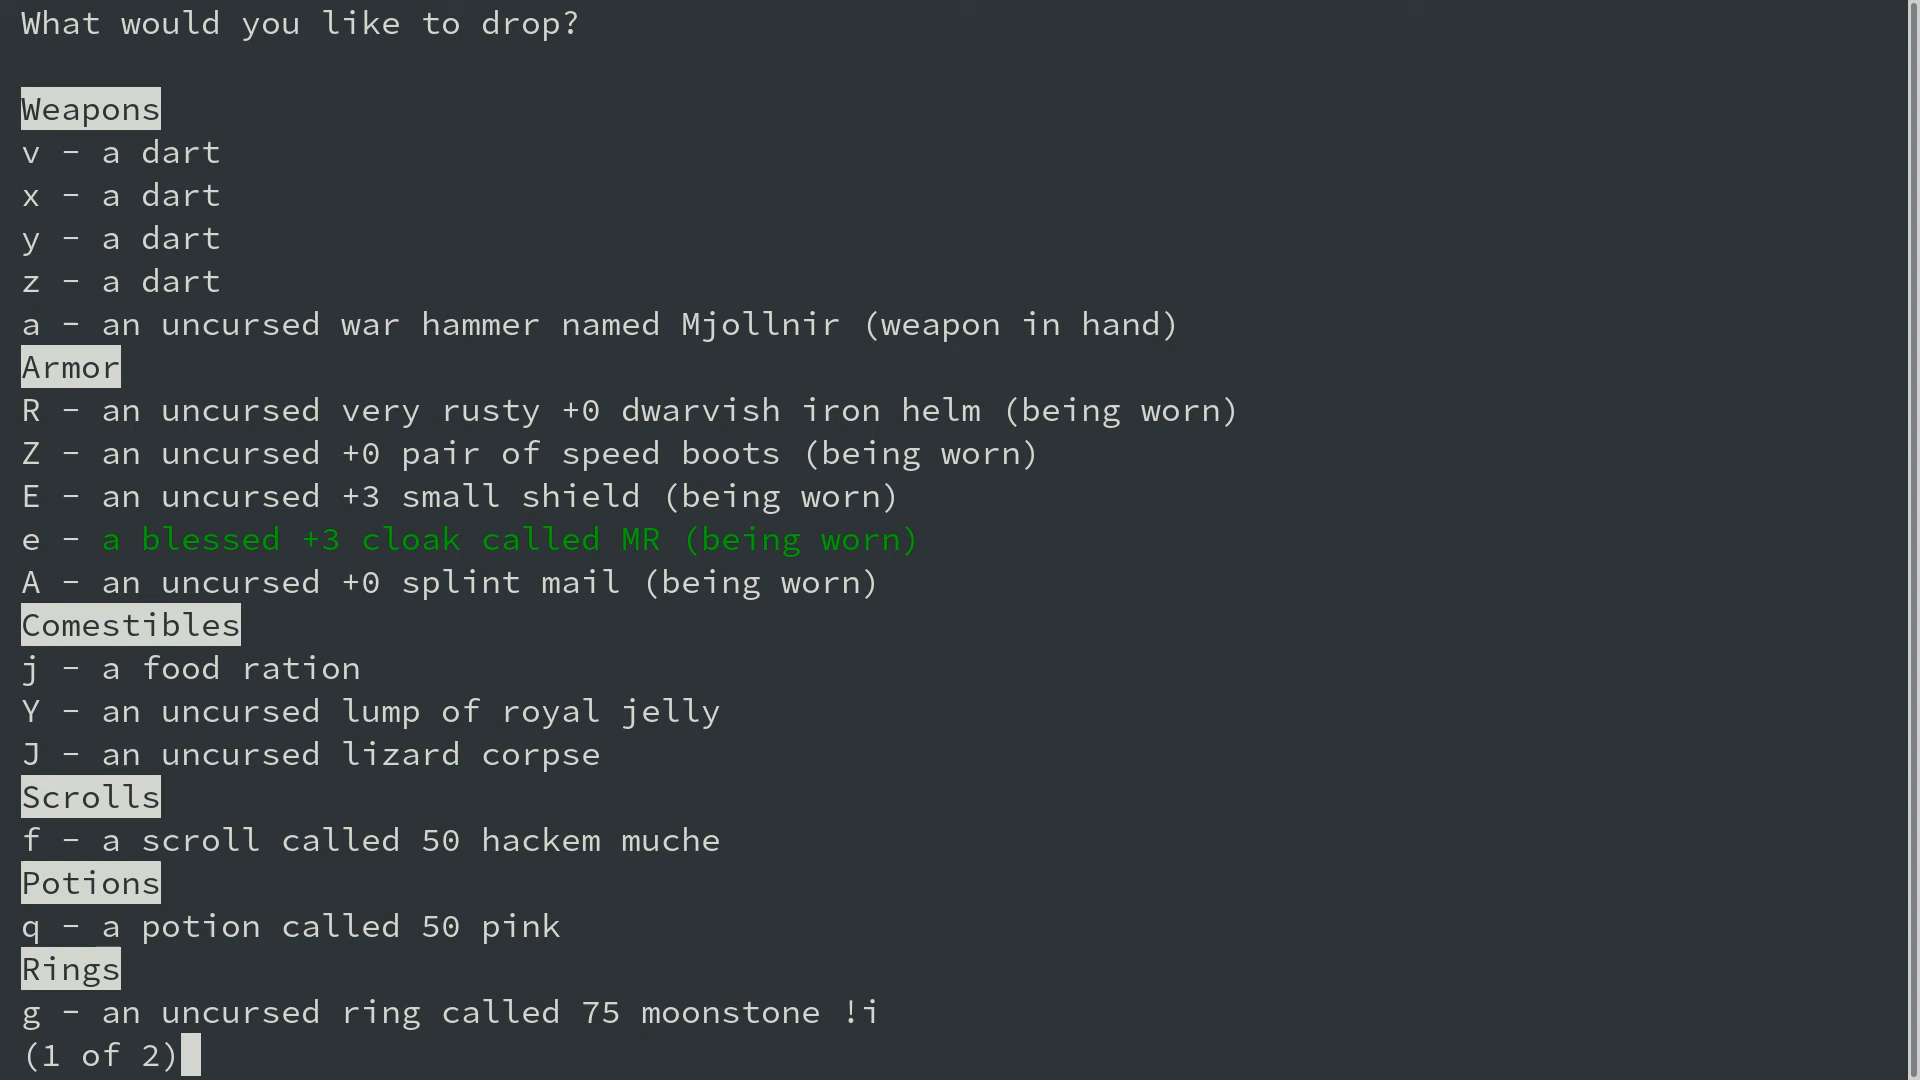 What would you like to drop?
Weapons
v - a dart
x - a dart
y - a dart
z - a dart
a - an uncursed war hammer named Mjollnir (weapon in hand)
Armor
R - an uncursed very rusty +0 dwarvish iron helm (being worn)
Z - an uncursed +0 pair of speed boots (being worn)
E - an uncursed +3 small shield (being worn)
e - a blessed +3 cloak called MR (being worn)
A - an uncursed +0 splint mail (being worn)
Comestibles
j - a food ration
Y - an uncursed lump of royal jelly
J - an uncursed lizard corpse
Scrolls
f - a scroll called 50 hackem muche
Potions
q - a potion called 50 pink
Rings
g - an uncursed ring called 75 moonstone !i
(1 of 2)